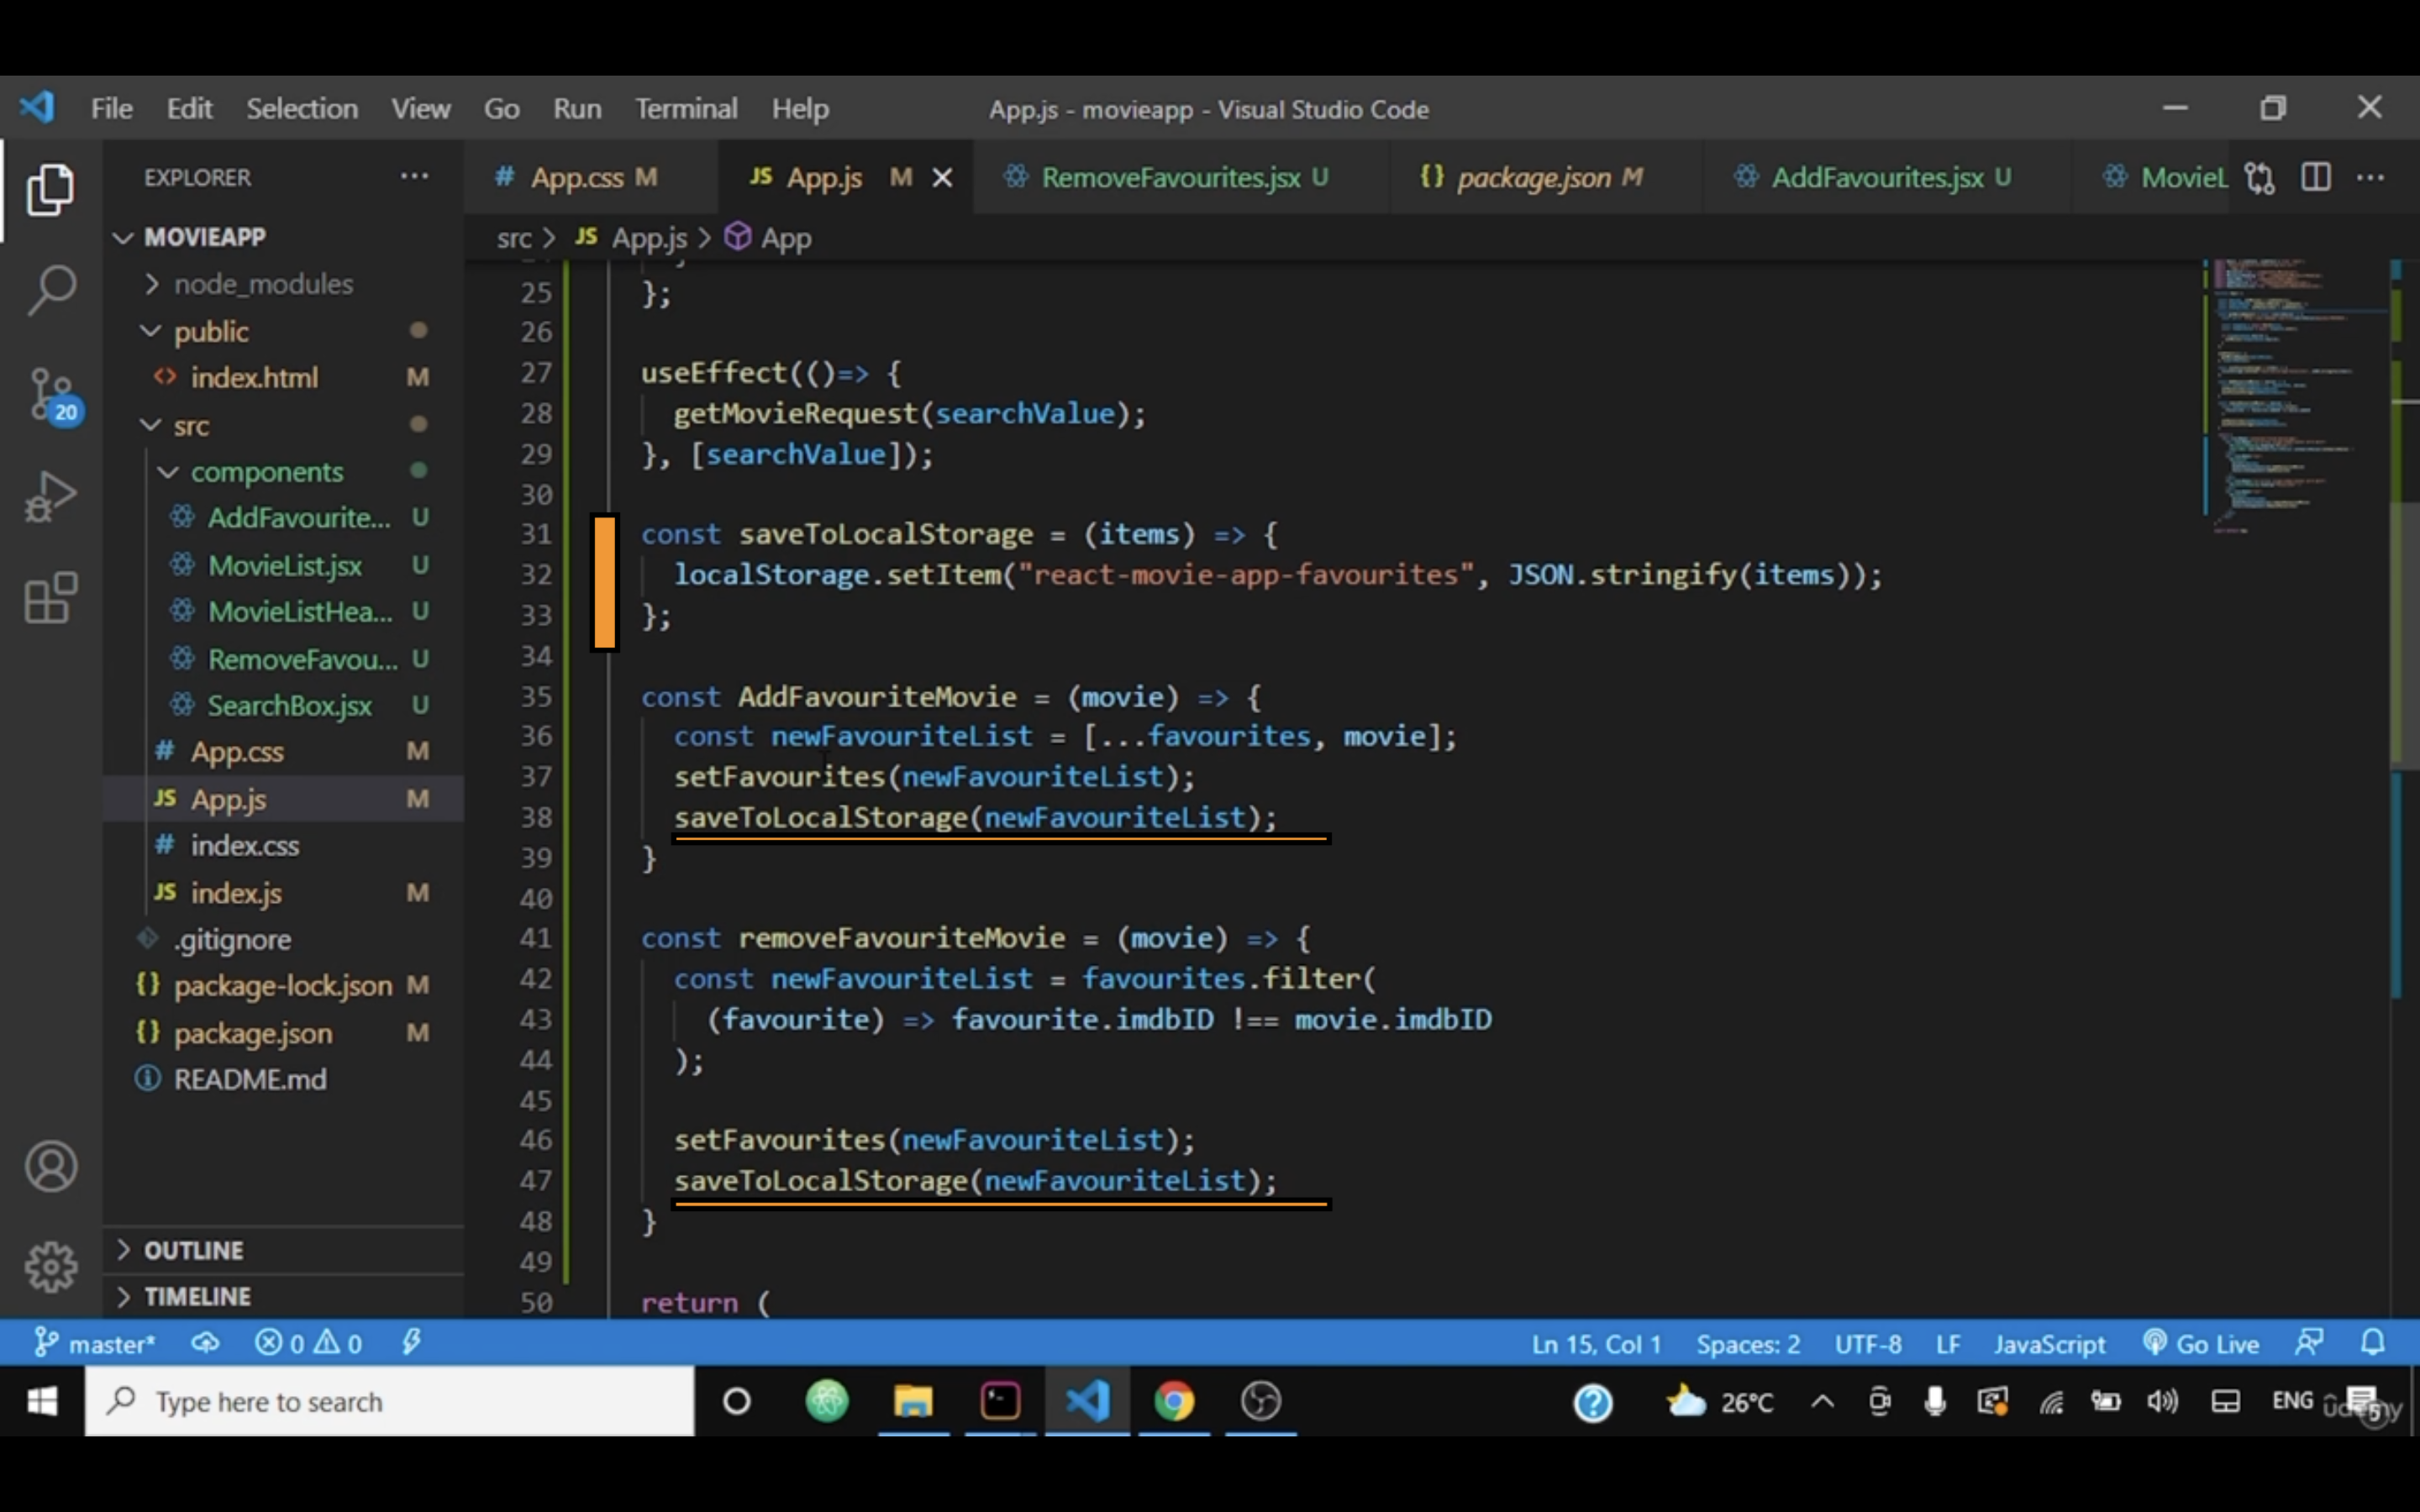 File Edit Selection View Go Run Terminal Help App.js - movieapp - Visual Studio Code
EXPLORER ··· # App.css M JS App.js M RemoveFavourites.jsx U {} package.json M AddFavourites.jsx U MovieL ···
MOVIEAPP
src > JS App.js > App
node_modules
public
<> index.html M
src
components
AddFavourite... U
MovieList.jsx U
MovieListHea... U
RemoveFavou... U
SearchBox.jsx U
# App.css M
JS App.js M
# index.css
JS index.js M
.gitignore
{} package-lock.json M
{} package.json M
README.md
OUTLINE
TIMELINE
20
25 };
26
27 useEffect(()=> {
28 getMovieRequest(searchValue);
29 }, [searchValue]);
30
31 const saveToLocalStorage = (items) => {
32 localStorage.setItem("react-movie-app-favourites", JSON.stringify(items));
33 };
34
35 const AddFavouriteMovie = (movie) => {
36 const newFavouriteList = [...favourites, movie];
37 setFavourites(newFavouriteList);
38 saveToLocalStorage(newFavouriteList);
39 }
40
41 const removeFavouriteMovie = (movie) => {
42 const newFavouriteList = favourites.filter(
43 (favourite) => favourite.imdbID !== movie.imdbID
44 );
45
46 setFavourites(newFavouriteList);
47 saveToLocalStorage(newFavouriteList);
48 }
49
50 return (
master* 0 0 Ln 15, Col 1 Spaces: 2 UTF-8 LF JavaScript Go Live
Type here to search 26°C ENG udemy 5